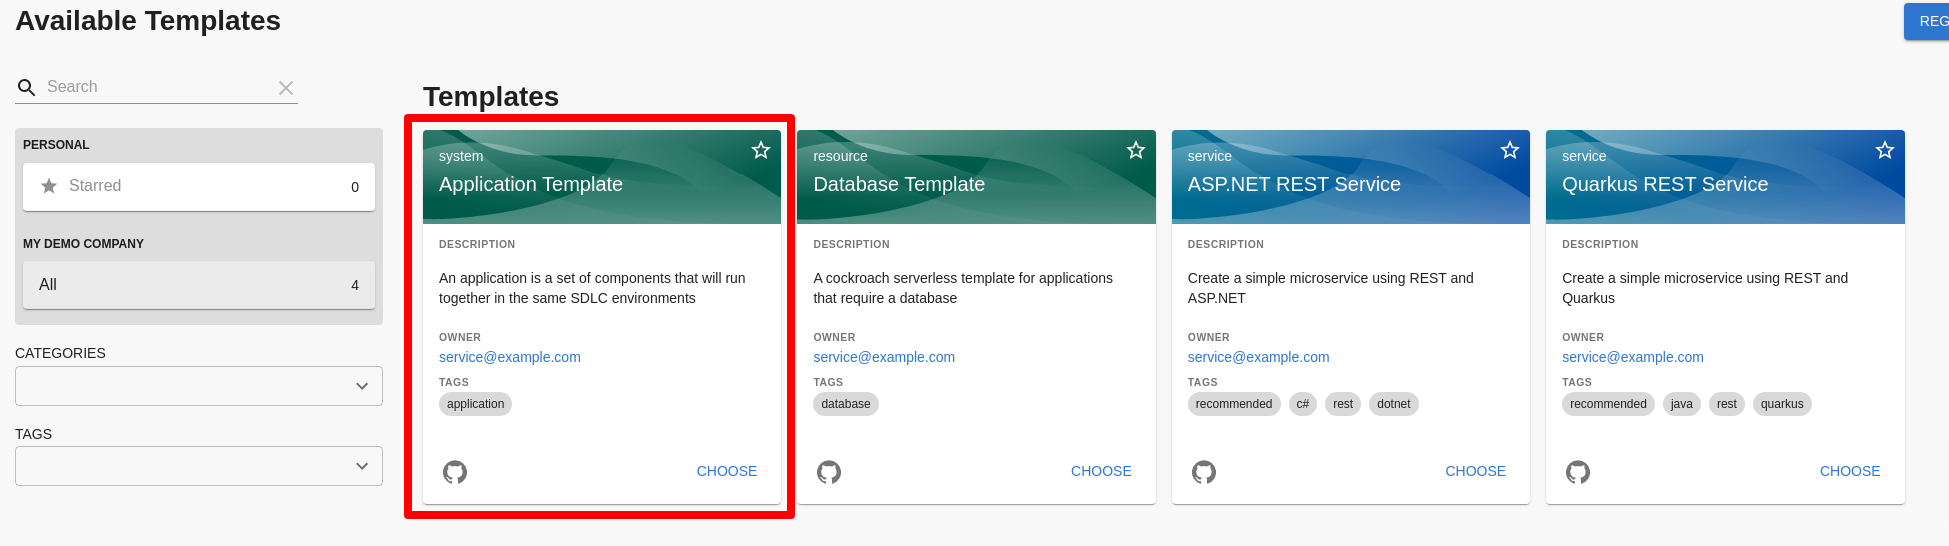 Available Templates
REG
Search
PERSONAL
Starred 0
MY DEMO COMPANY
All 4
CATEGORIES
TAGS
Templates
system
Application Template
DESCRIPTION
An application is a set of components that will run
together in the same SDLC environments
OWNER
service@example.com
TAGS
application
CHOOSE
resource
Database Template
DESCRIPTION
A cockroach serverless template for applications
that require a database
OWNER
service@example.com
TAGS
database
CHOOSE
service
ASP.NET REST Service
DESCRIPTION
Create a simple microservice using REST and
ASP.NET
OWNER
service@example.com
TAGS
recommended c# rest dotnet
CHOOSE
service
Quarkus REST Service
DESCRIPTION
Create a simple microservice using REST and
Quarkus
OWNER
service@example.com
TAGS
recommended java rest quarkus
CHOOSE